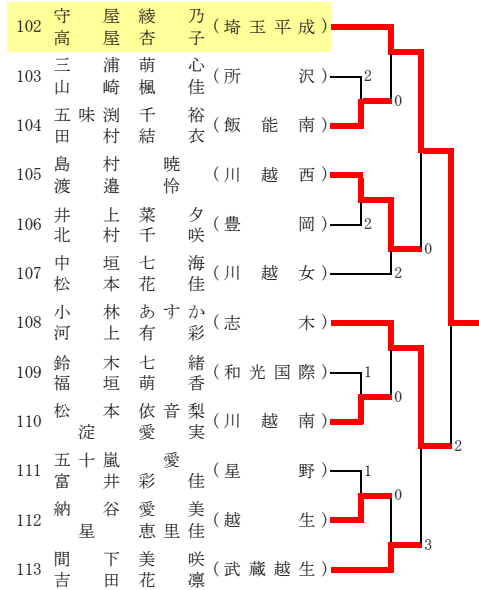 102 守屋綾乃 (埼玉平成)
高屋杏子
103 三浦萌心 (所沢) 2
山崎楓佳 0
104 五味渕千裕 (飯能南)
田村結衣
105 島村暁 (川越西)
渡邉怜
106 井上菜夕 (豊岡) 2
北村千咲 0
107 中垣七海 (川越女) 2
松本花佳
108 小林あすか (志木)
河上有彩
109 鈴木七緒 (和光国際) 1
福垣萌香 0
110 松本依音梨 (川越南)
淀愛実 2
111 五十嵐愛 (星野) 1
富井彩佳 0
112 納谷愛美 (越生)
星恵里佳 3
113 間下美咲 (武蔵越生)
吉田花凛